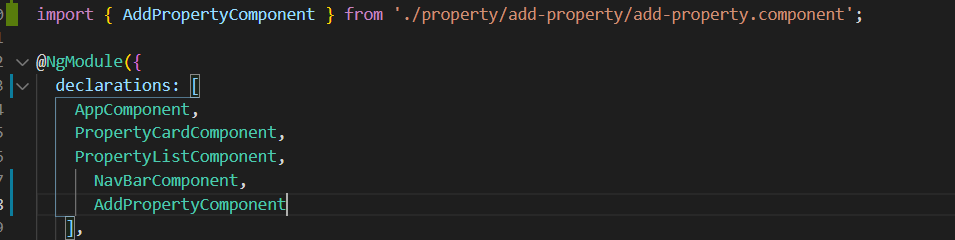 import { AddPropertyComponent } from './property/add-property/add-property.component';
@NgModule({
  declarations: [
    AppComponent,
    PropertyCardComponent,
    PropertyListComponent,
      NavBarComponent,
      AddPropertyComponent
   ],